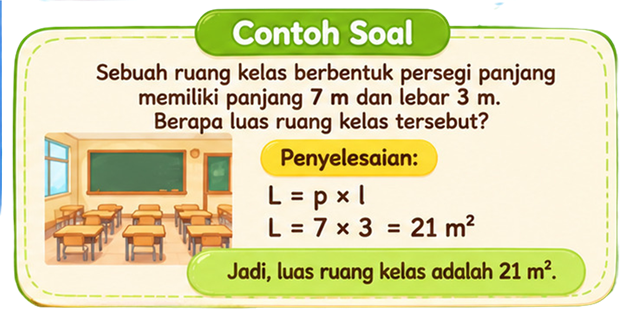 Contoh Soal
Sebuah ruang kelas berbentuk persegi panjang
memiliki panjang 7 m dan lebar 3 m.
Berapa luas ruang kelas tersebut?
Penyelesaian:
L = p × l
L = 7 × 3 = 21 m²
Jadi, luas ruang kelas adalah 21 m².